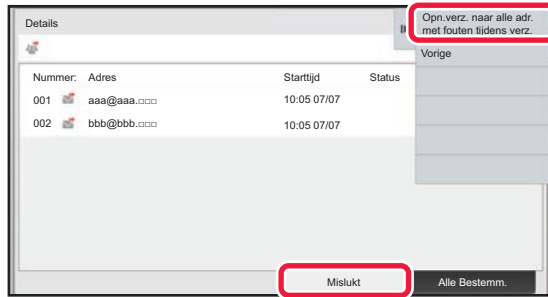 Details
Opn.verz. naar alle adr.
met fouten tijdens verz.
Vorige
Nummer: Adres Starttijd Status
001 aaa@aaa.□□□ 10:05 07/07
002 bbb@bbb.□□□ 10:05 07/07
Mislukt Alle Bestemm.